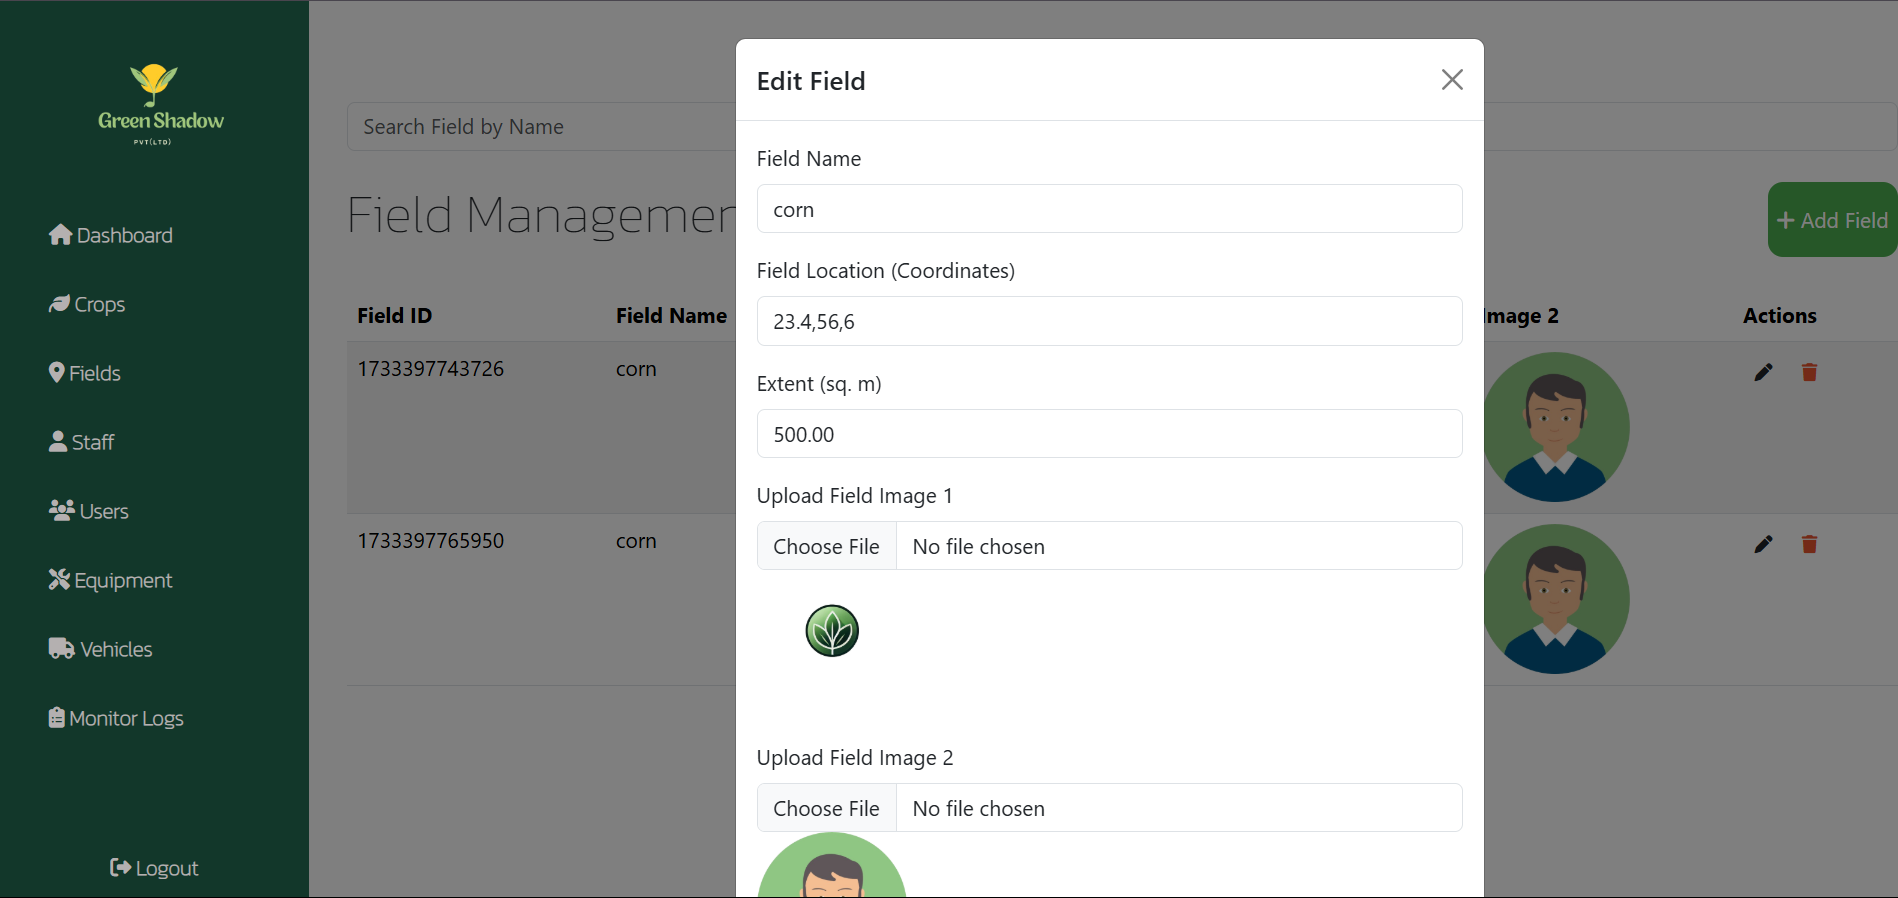 Green Shadow
PVT(LTD)
Dashboard
Crops
Fields
Staff
Users
Equipment
Vehicles
Monitor Logs
Logout
Search Field by Name
Field Managemen
+ Add Field
Field ID
Field Name
Image 2
Actions
1733397743726
corn
1733397765950
corn
Edit Field
Field Name
corn
Field Location (Coordinates)
23.4,56,6
Extent (sq. m)
500.00
Upload Field Image 1
Choose File No file chosen
Upload Field Image 2
Choose File No file chosen